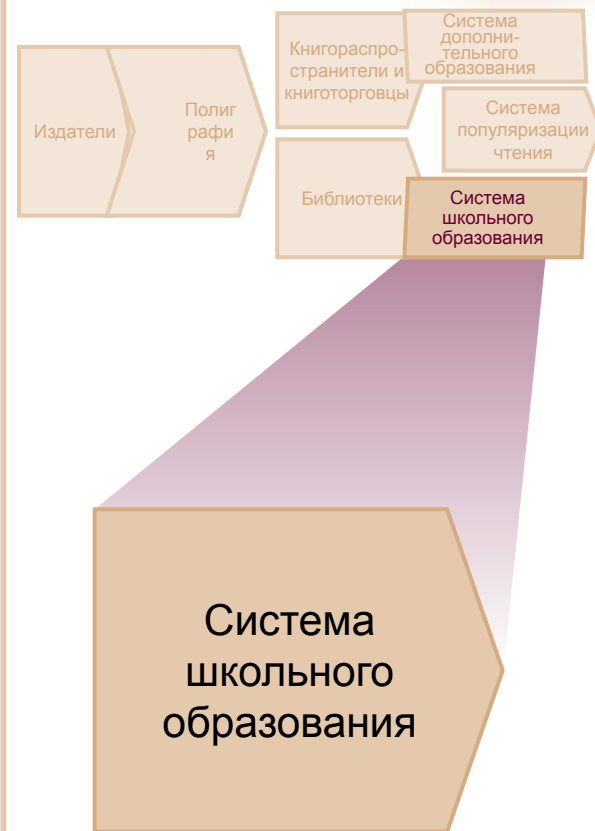 Издатели
Полиг
рафи
я
Книгораспро-
странители и
книготорговцы
Библиотеки
Система
дополни-
тельного
образования
Система
популяризации
чтения
Система
школьного
образования
Система
школьного
образования